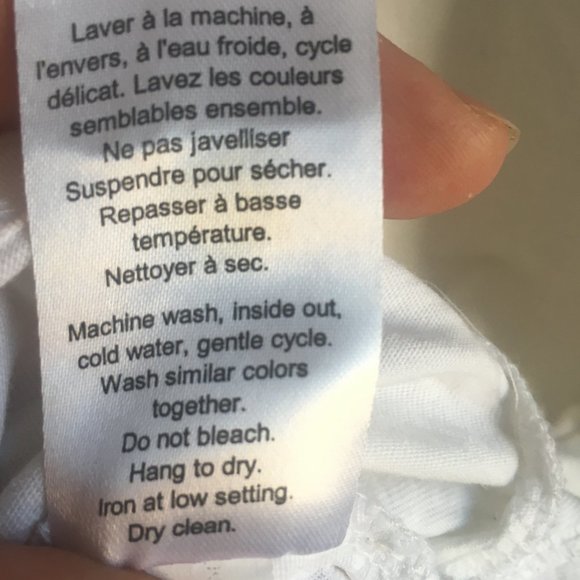 Laver à la machine, à
l'envers, à l'eau froide, cycle
délicat. Lavez les couleurs
semblables ensemble.
Ne pas javelliser
Suspendre pour sécher.
Repasser à basse
température.
Nettoyer à sec.
Machine wash, inside out,
cold water, gentle cycle.
Wash similar colors
together.
Do not bleach.
Hang to dry.
Iron at low setting.
Dry clean.